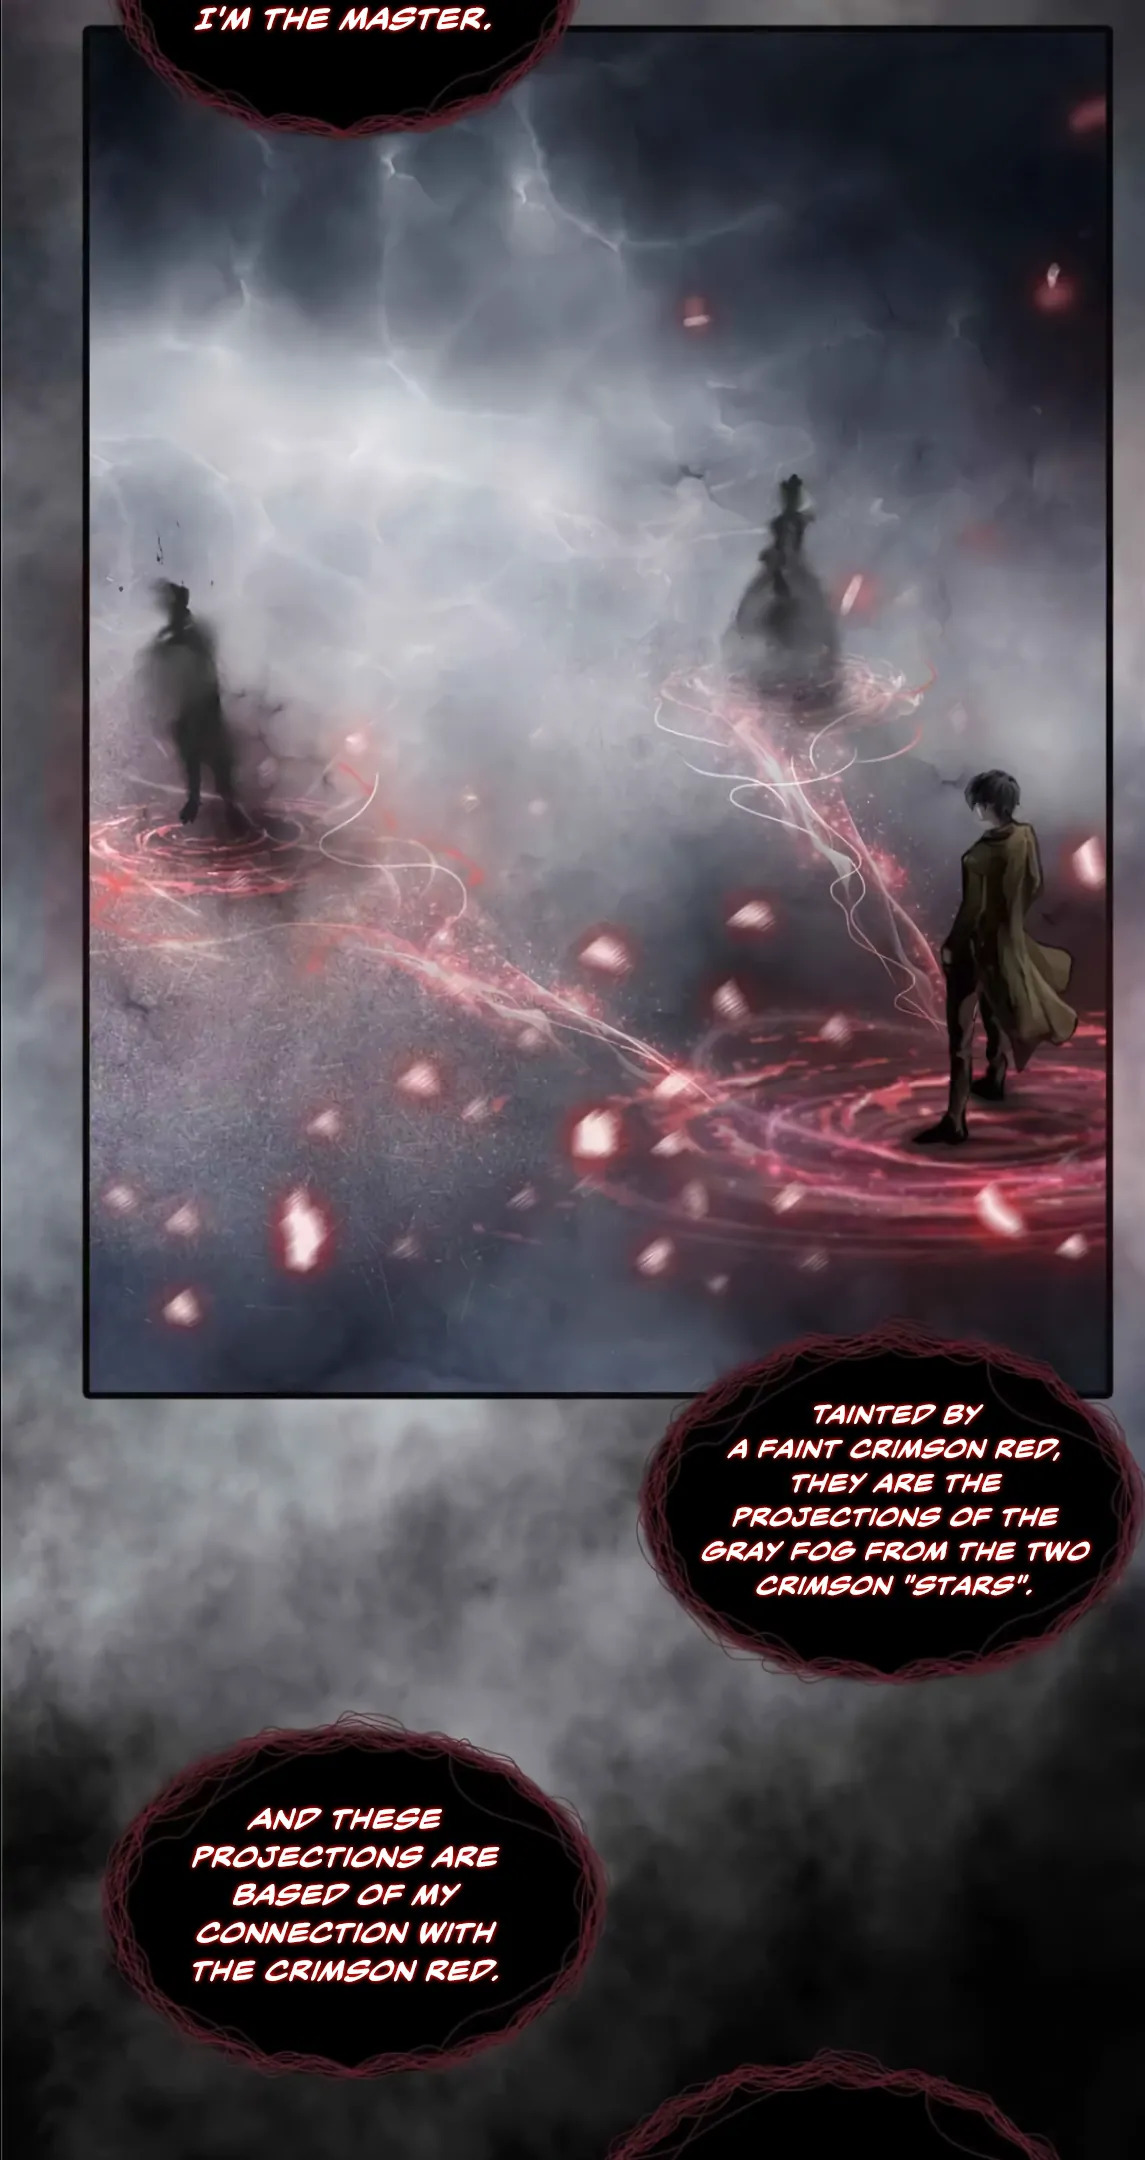 I'M THE MASTER.
TAINTED BY
A FAINT CRIMSON RED,
THEY ARE THE
PROJECTIONS OF THE
GRAY FOG FROM THE TWO
CRIMSON "STARS".
AND THESE
PROJECTIONS ARE
BASED OF MY
CONNECTION WITH
THE CRIMSON RED.